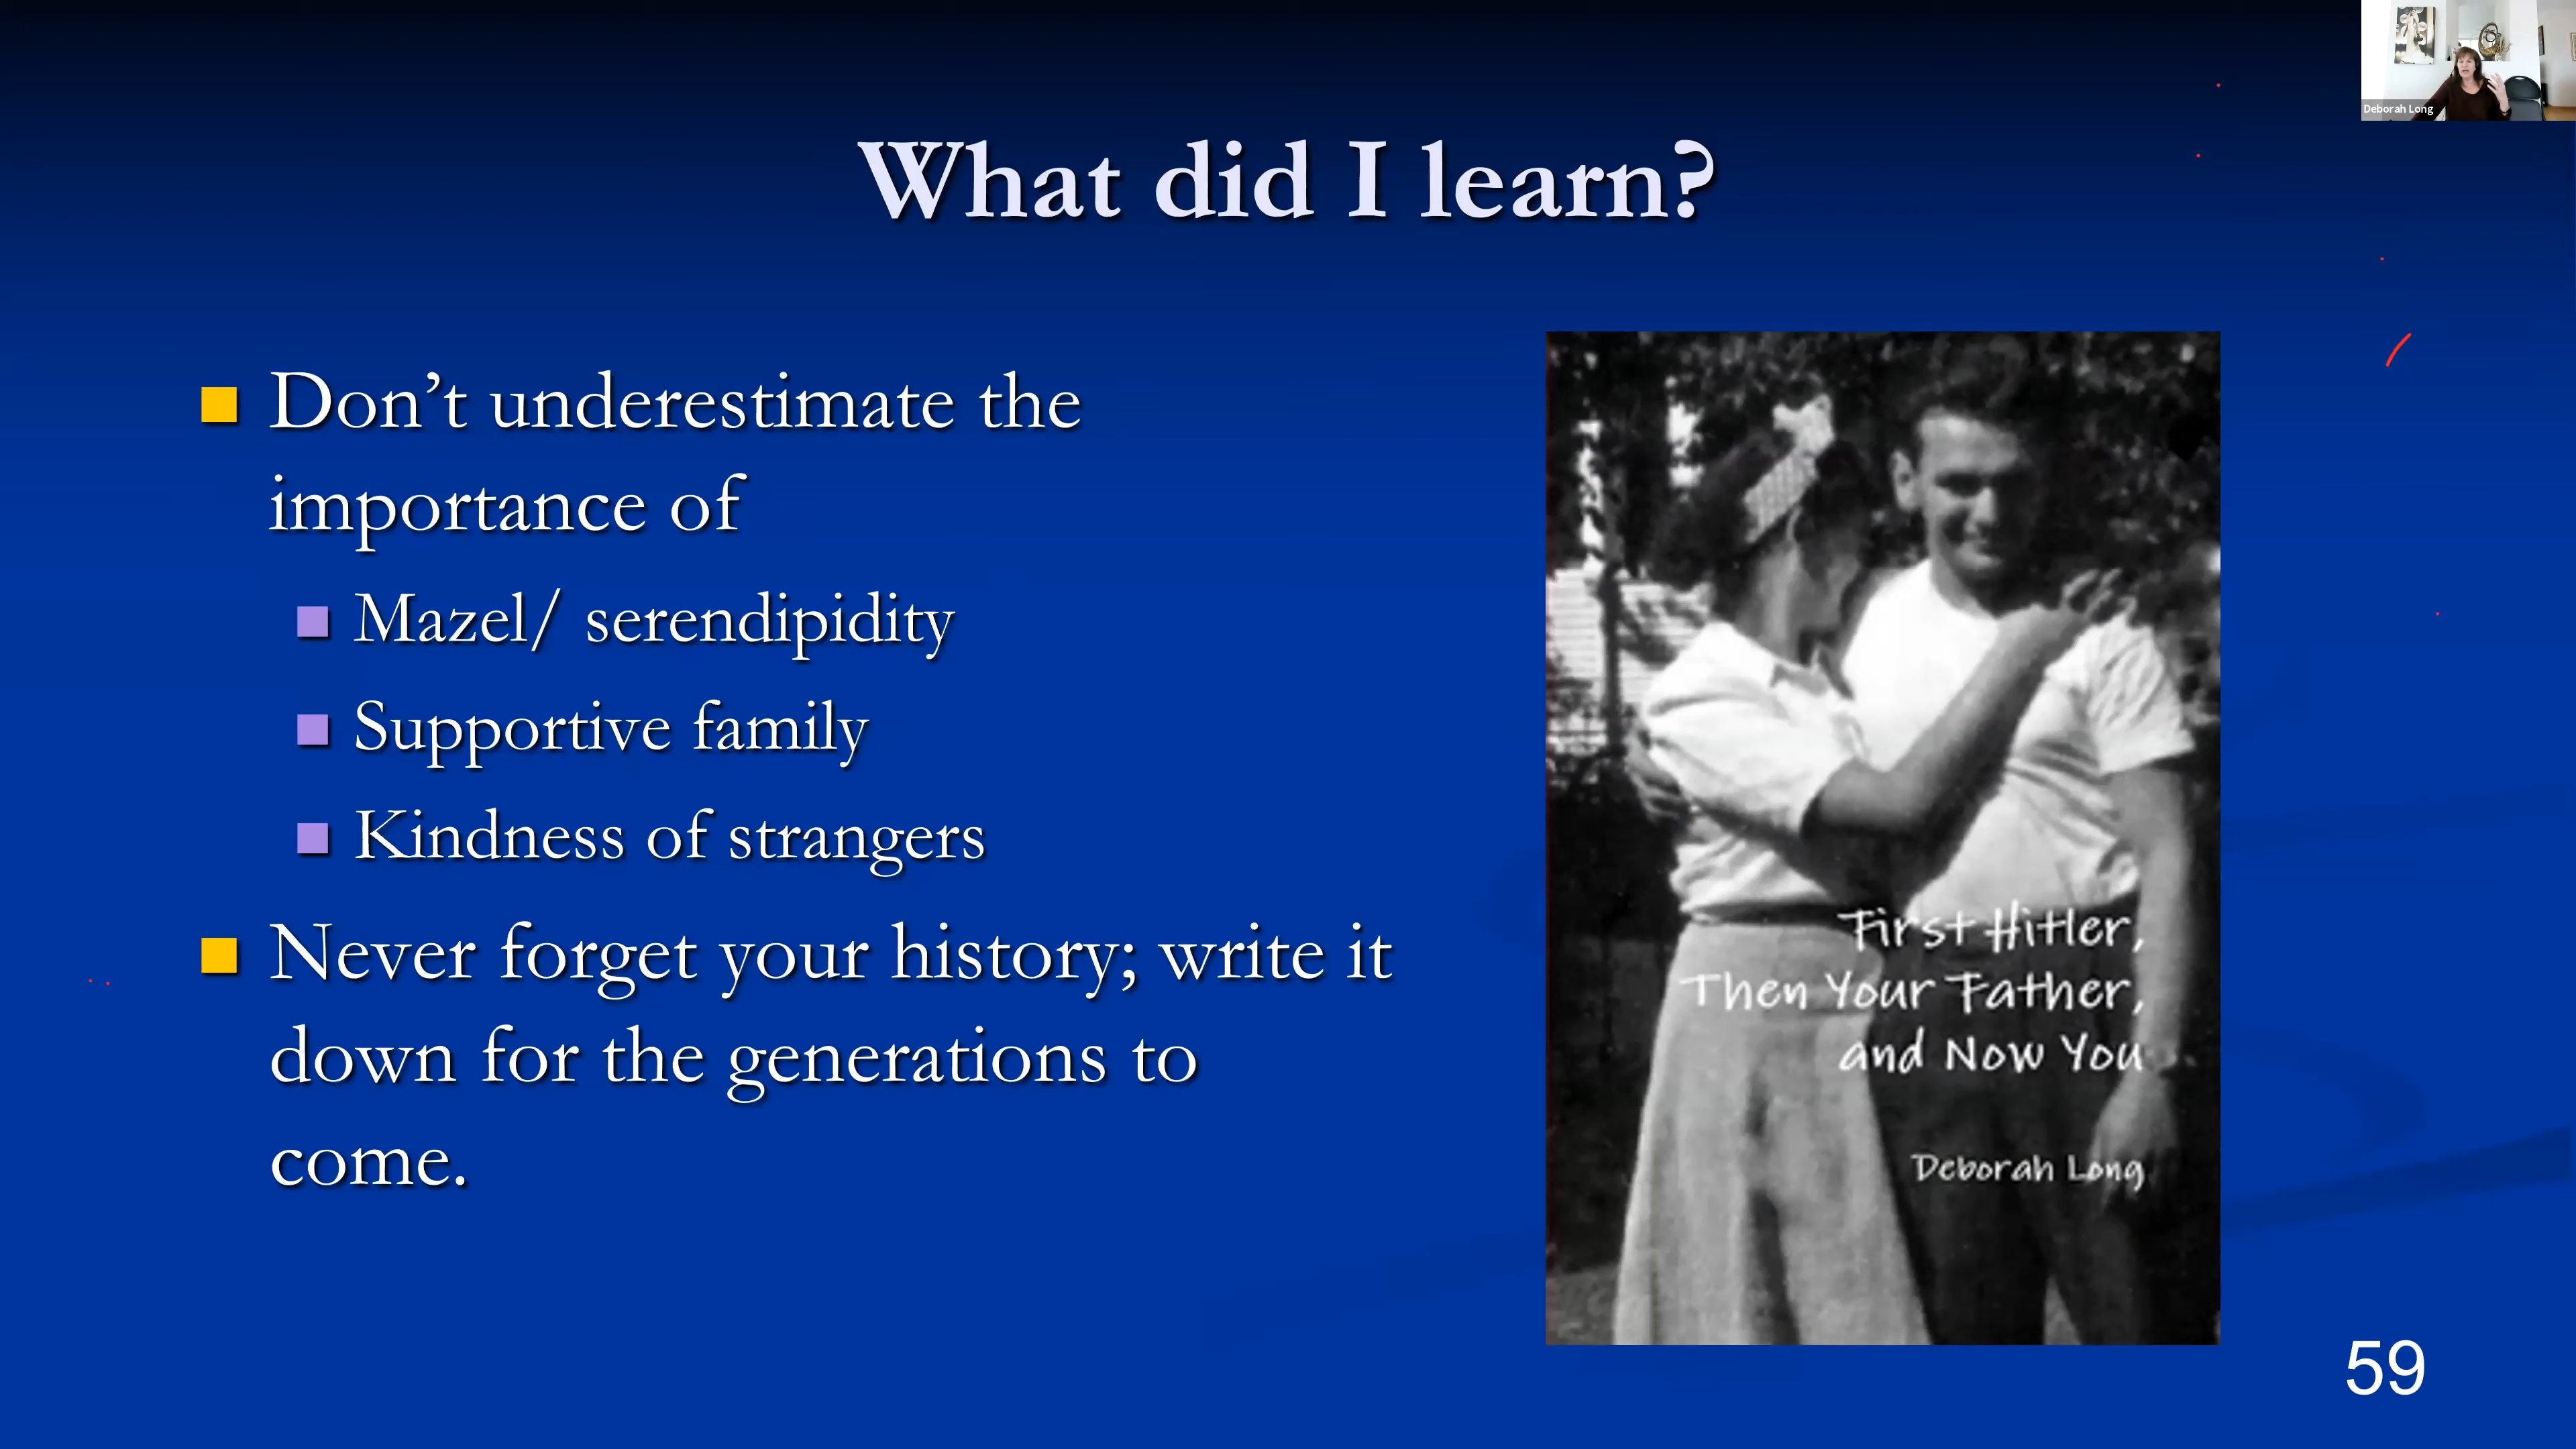 Deborah Long
What did I learn?
Don’t underestimate the
importance of
Mazel/ serendipidity
Supportive family
Kindness of strangers
Never forget your history; write it
down for the generations to
come.
First Hitler,
Then Your Father,
and Now You
Deborah Long
59